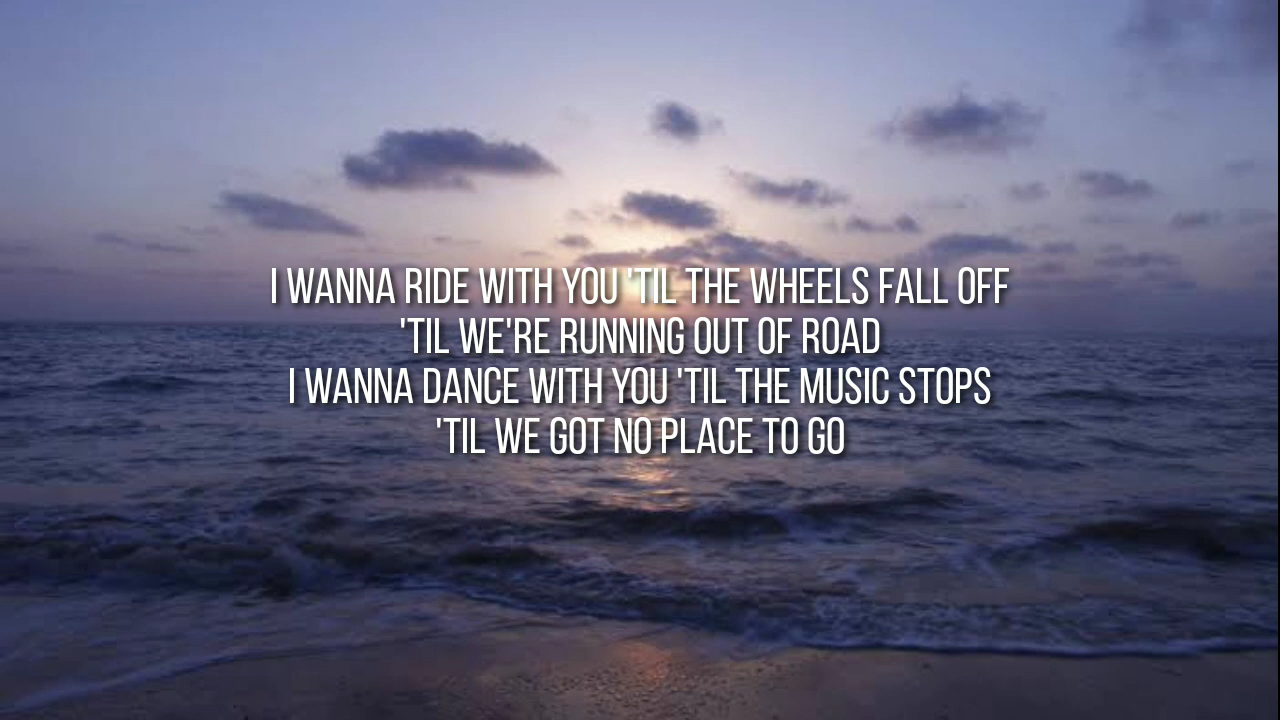 I WANNA RIDE WITH YOU 'TIL THE WHEELS FALL OFF
'TIL WE'RE RUNNING OUT OF ROAD
I WANNA DANCE WITH YOU 'TIL THE MUSIC STOPS
'TIL WE GOT NO PLACE TO GO